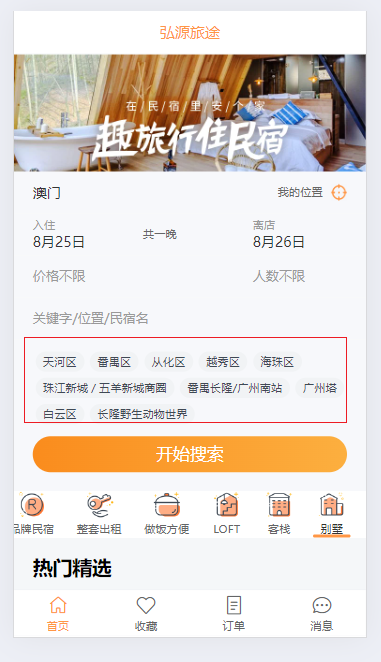 弘源旅途
在/民/宿/里/安/个/家
趣旅行住民宿
澳门 我的位置
入住 离店
8月25日 共一晚 8月26日
价格不限 人数不限
关键字/位置/民宿名
天河区 番禺区 从化区 越秀区 海珠区
珠江新城 / 五羊新城商圈 番禺长隆/广州南站 广州塔
白云区 长隆野生动物世界
开始搜索
R
品牌民宿 整套出租 做饭方便 LOFT 客栈 别墅
热门精选
首页 收藏 订单 消息